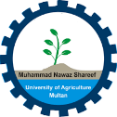 Muhammad Nawaz Shareef
University of Agriculture
Multan